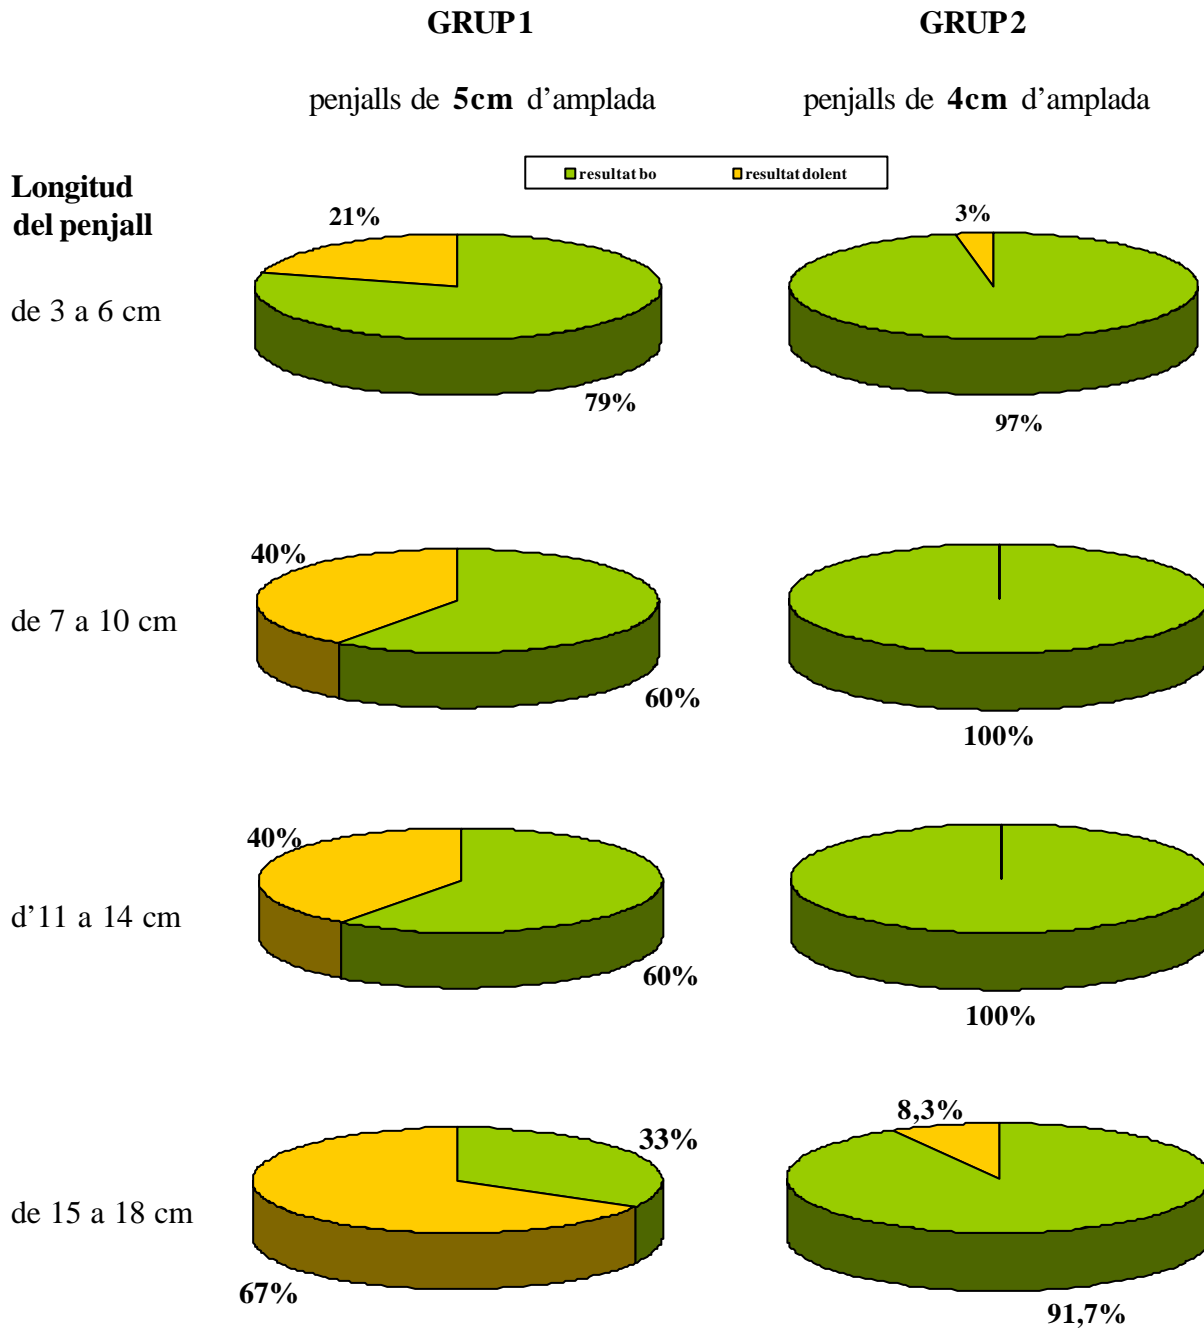 GRUP 1 GRUP 2
penjalls de 5cm d’amplada penjalls de 4cm d’amplada
resultat bo resultat dolent
Longitud
del penjall
21% 3%
de 3 a 6 cm
79% 97%
40%
de 7 a 10 cm
60% 100%
40%
d’11 a 14 cm
60% 100%
33% 8,3%
de 15 a 18 cm
67% 91,7%